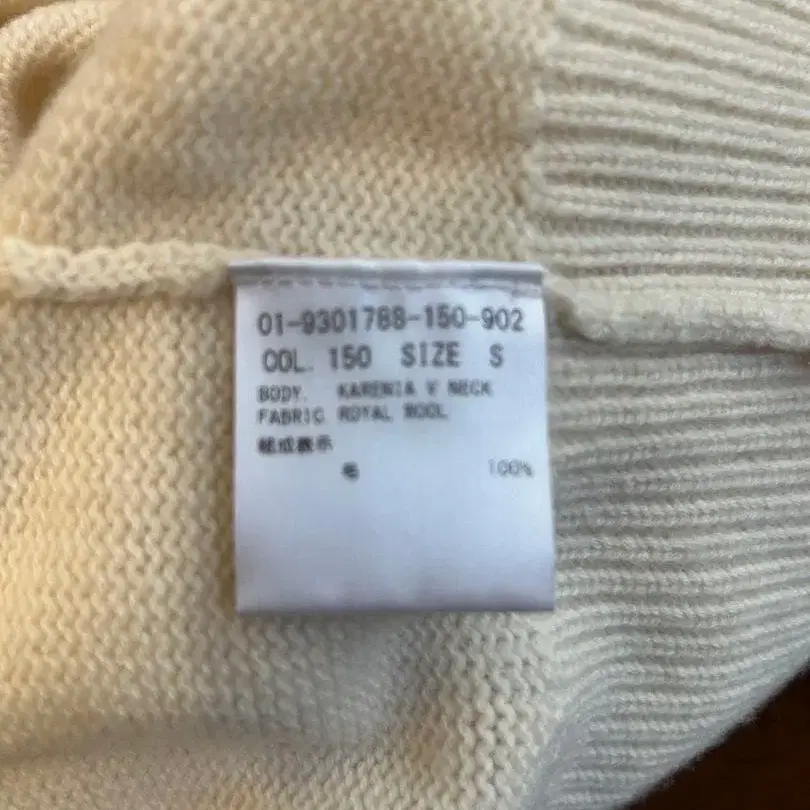 01-9301788-150-902
COL. 150 SIZE S
BODY. KARENIA V NECK
FABRIC ROYAL WOOL
組成表示
毛 100%